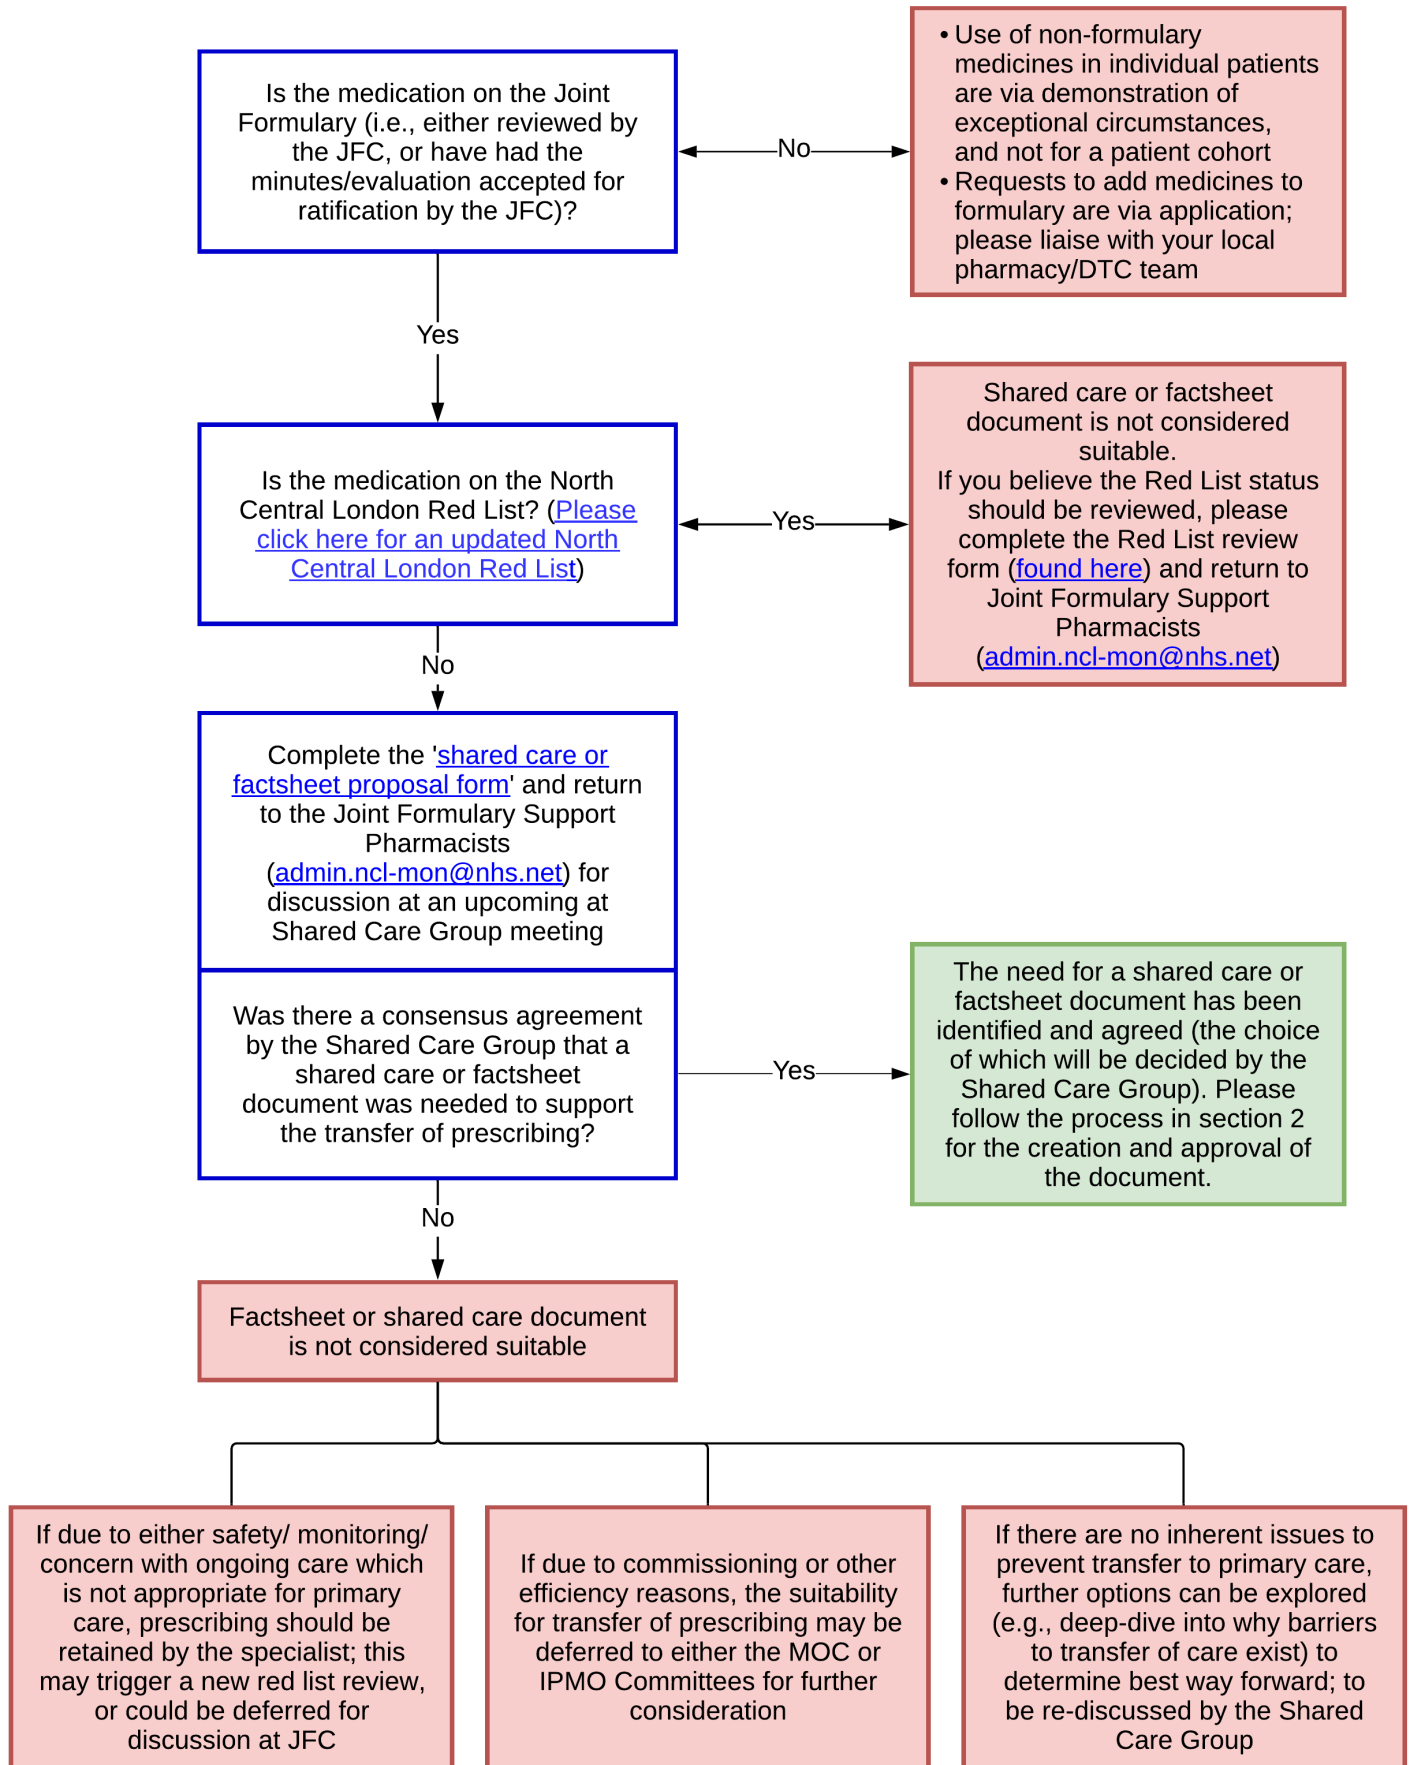 Is the medication on the Joint
Formulary (i.e., either reviewed by
the JFC, or have had the
minutes/evaluation accepted for
ratification by the JFC)?
No
• Use of non-formulary
medicines in individual patients
are via demonstration of
exceptional circumstances,
and not for a patient cohort
• Requests to add medicines to
formulary are via application;
please liaise with your local
pharmacy/DTC team
Yes
Is the medication on the North
Central London Red List? (Please
click here for an updated North
Central London Red List)
Yes
Shared care or factsheet
document is not considered
suitable.
If you believe the Red List status
should be reviewed, please
complete the Red List review
form (found here) and return to
Joint Formulary Support
Pharmacists
(admin.ncl-mon@nhs.net)
No
Complete the 'shared care or
factsheet proposal form' and return
to the Joint Formulary Support
Pharmacists
(admin.ncl-mon@nhs.net) for
discussion at an upcoming at
Shared Care Group meeting
Was there a consensus agreement
by the Shared Care Group that a
shared care or factsheet
document was needed to support
the transfer of prescribing?
Yes
The need for a shared care or
factsheet document has been
identified and agreed (the choice
of which will be decided by the
Shared Care Group). Please
follow the process in section 2
for the creation and approval of
the document.
No
Factsheet or shared care document
is not considered suitable
If due to either safety/ monitoring/
concern with ongoing care which
is not appropriate for primary
care, prescribing should be
retained by the specialist; this
may trigger a new red list review,
or could be deferred for
discussion at JFC
If due to commissioning or other
efficiency reasons, the suitability
for transfer of prescribing may be
deferred to either the MOC or
IPMO Committees for further
consideration
If there are no inherent issues to
prevent transfer to primary care,
further options can be explored
(e.g., deep-dive into why barriers
to transfer of care exist) to
determine best way forward; to
be re-discussed by the Shared
Care Group